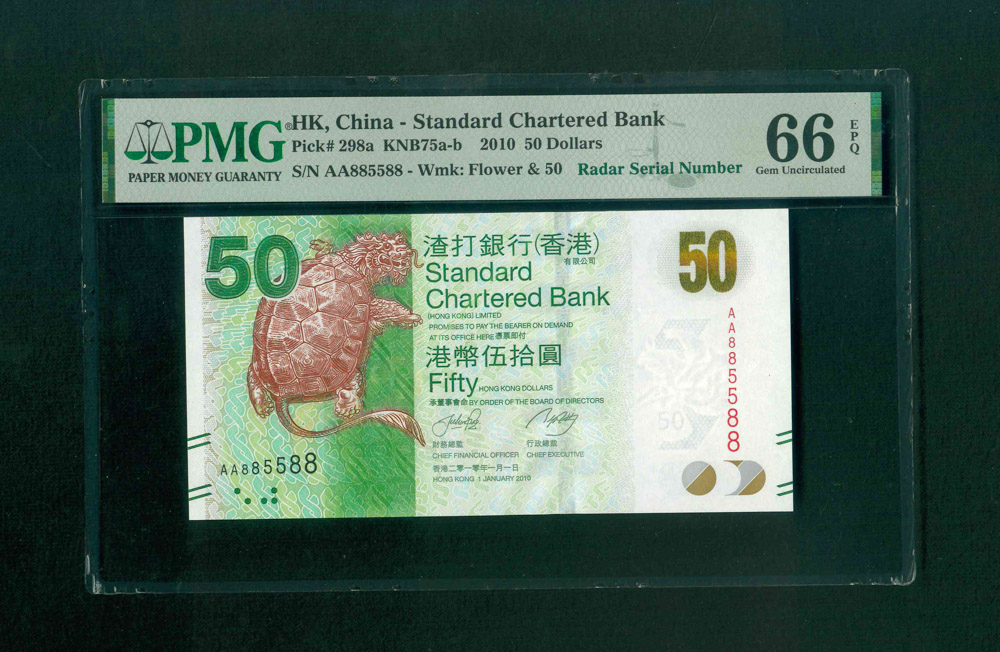 PMG®
PAPER MONEY GUARANTY
HK, China - Standard Chartered Bank
Pick# 298a KNB75a-b 2010 50 Dollars
S/N AA885588 - Wmk: Flower & 50 Radar Serial Number
66
EPQ
Gem Uncirculated
50
渣打銀行(香港)
有限公司
Standard
Chartered Bank
(HONG KONG) LIMITED
PROMISES TO PAY THE BEARER ON DEMAND
AT ITS OFFICE HERE 憑票即付
港幣伍拾圓
Fifty HONG KONG DOLLARS
承董事會命 BY ORDER OF THE BOARD OF DIRECTORS
財務總監 行政總裁
CHIEF FINANCIAL OFFICER CHIEF EXECUTIVE
香港二零一零年一月一日
HONG KONG 1 JANUARY 2010
AA885588
50
AA885588
50